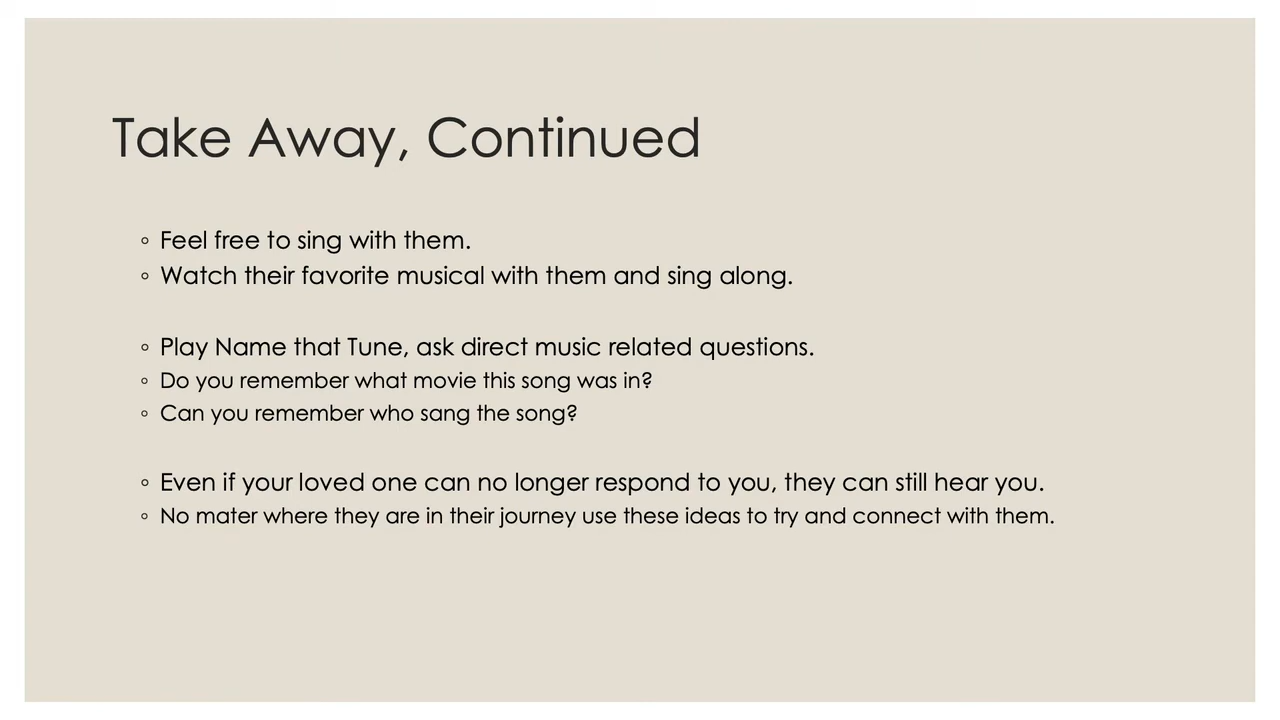 Take Away, Continued
◦ Feel free to sing with them.
◦ Watch their favorite musical with them and sing along.
◦ Play Name that Tune, ask direct music related questions.
◦ Do you remember what movie this song was in?
◦ Can you remember who sang the song?
◦ Even if your loved one can no longer respond to you, they can still hear you.
◦ No mater where they are in their journey use these ideas to try and connect with them.